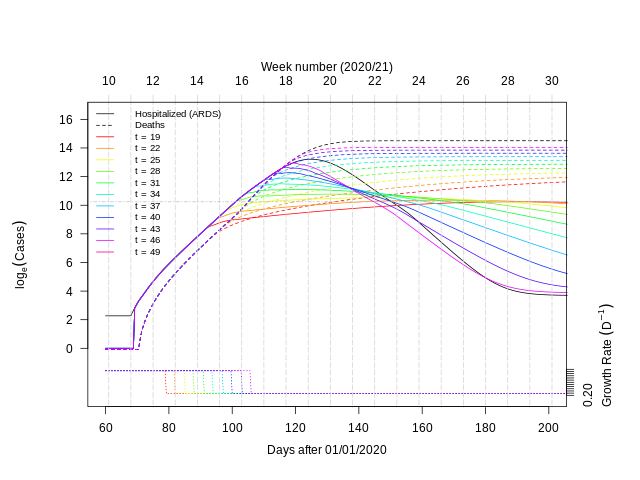 Week number (2020/21)
10 12 14 16 18 20 22 24 26 28 30
Hospitalized (ARDS)
Deaths
t = 19
t = 22
t = 25
t = 28
t = 31
t = 34
t = 37
t = 40
t = 43
t = 46
t = 49
16
14
12
10
8
6
4
2
0
logₑ(Cases)
0.20
Growth Rate (D⁻¹)
60 80 100 120 140 160 180 200
Days after 01/01/2020